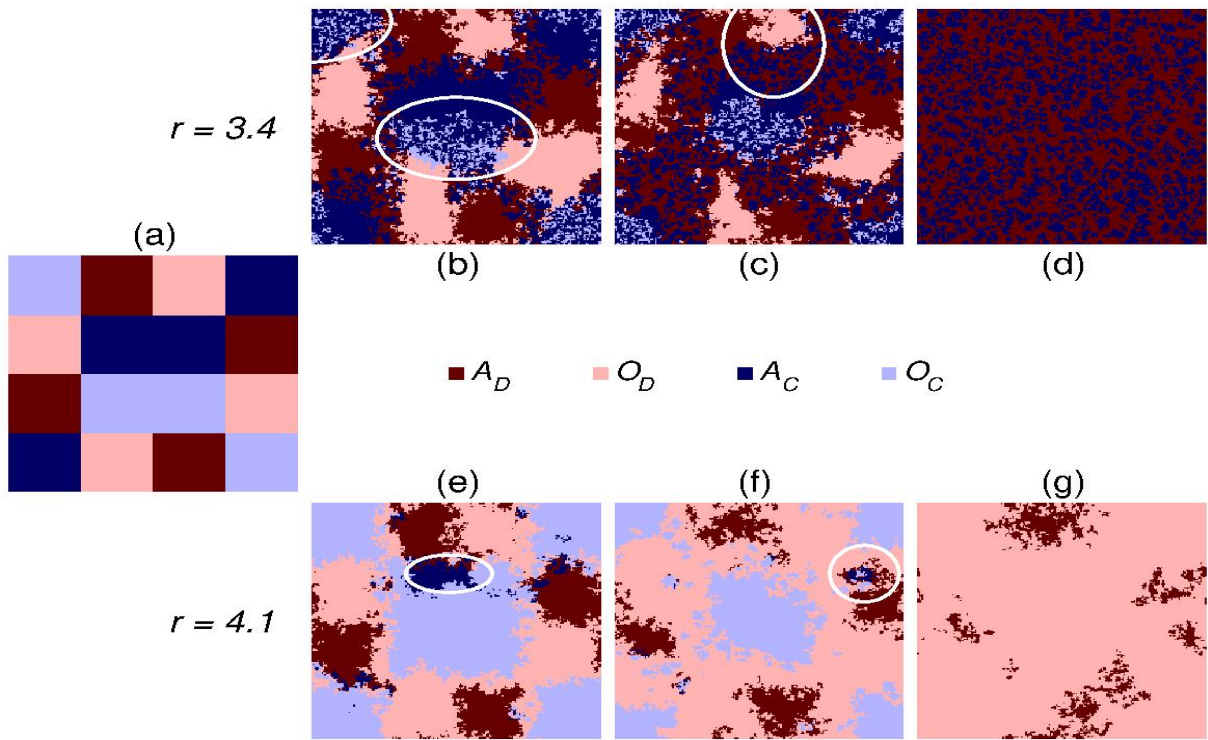 r = 3.4
(a)
(b)
(c)
(d)
A_D O_D A_C O_C
(e)
(f)
(g)
r = 4.1